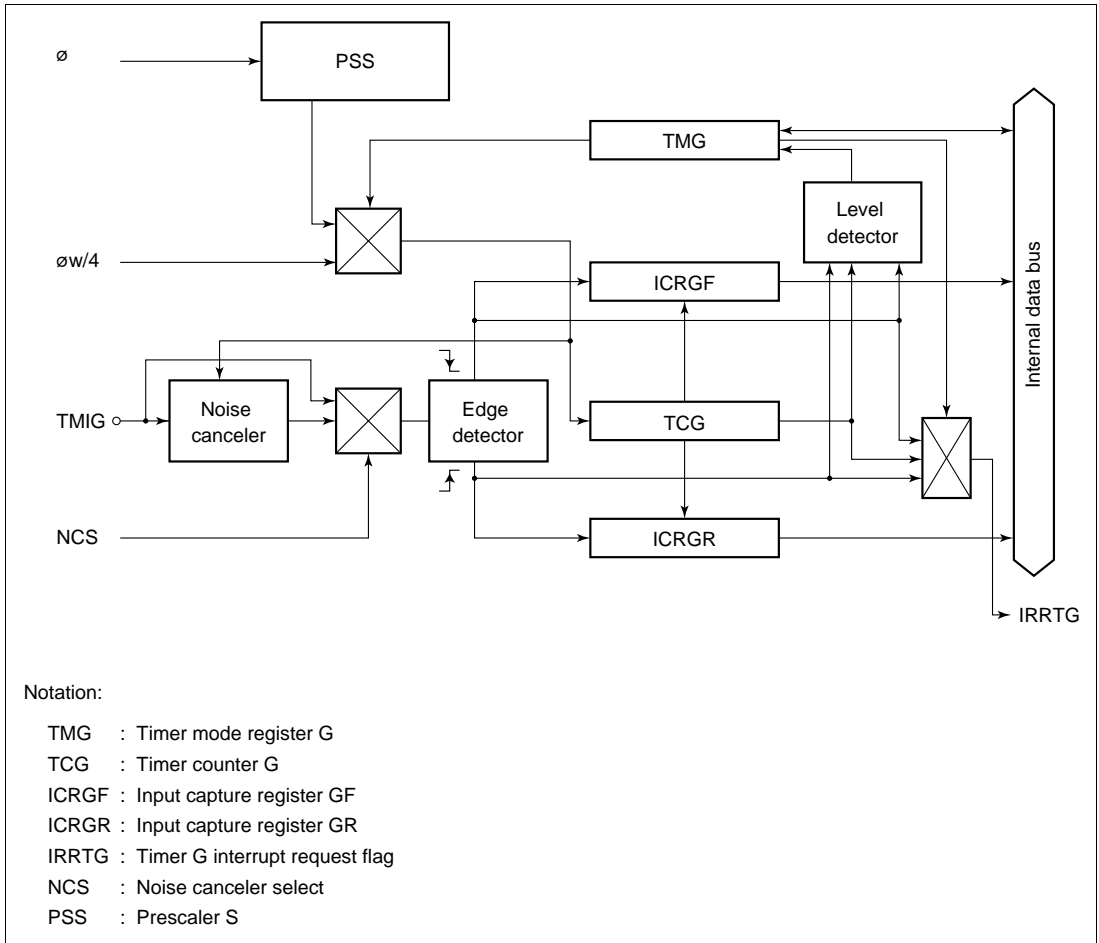 ø
PSS
TMG
Level
detector
øw/4
ICRGF
Internal data bus
TMIG
Noise
canceler
Edge
detector
TCG
NCS
ICRGR
IRRTG
Notation:
TMG : Timer mode register G
TCG : Timer counter G
ICRGF : Input capture register GF
ICRGR : Input capture register GR
IRRTG : Timer G interrupt request flag
NCS : Noise canceler select
PSS : Prescaler S